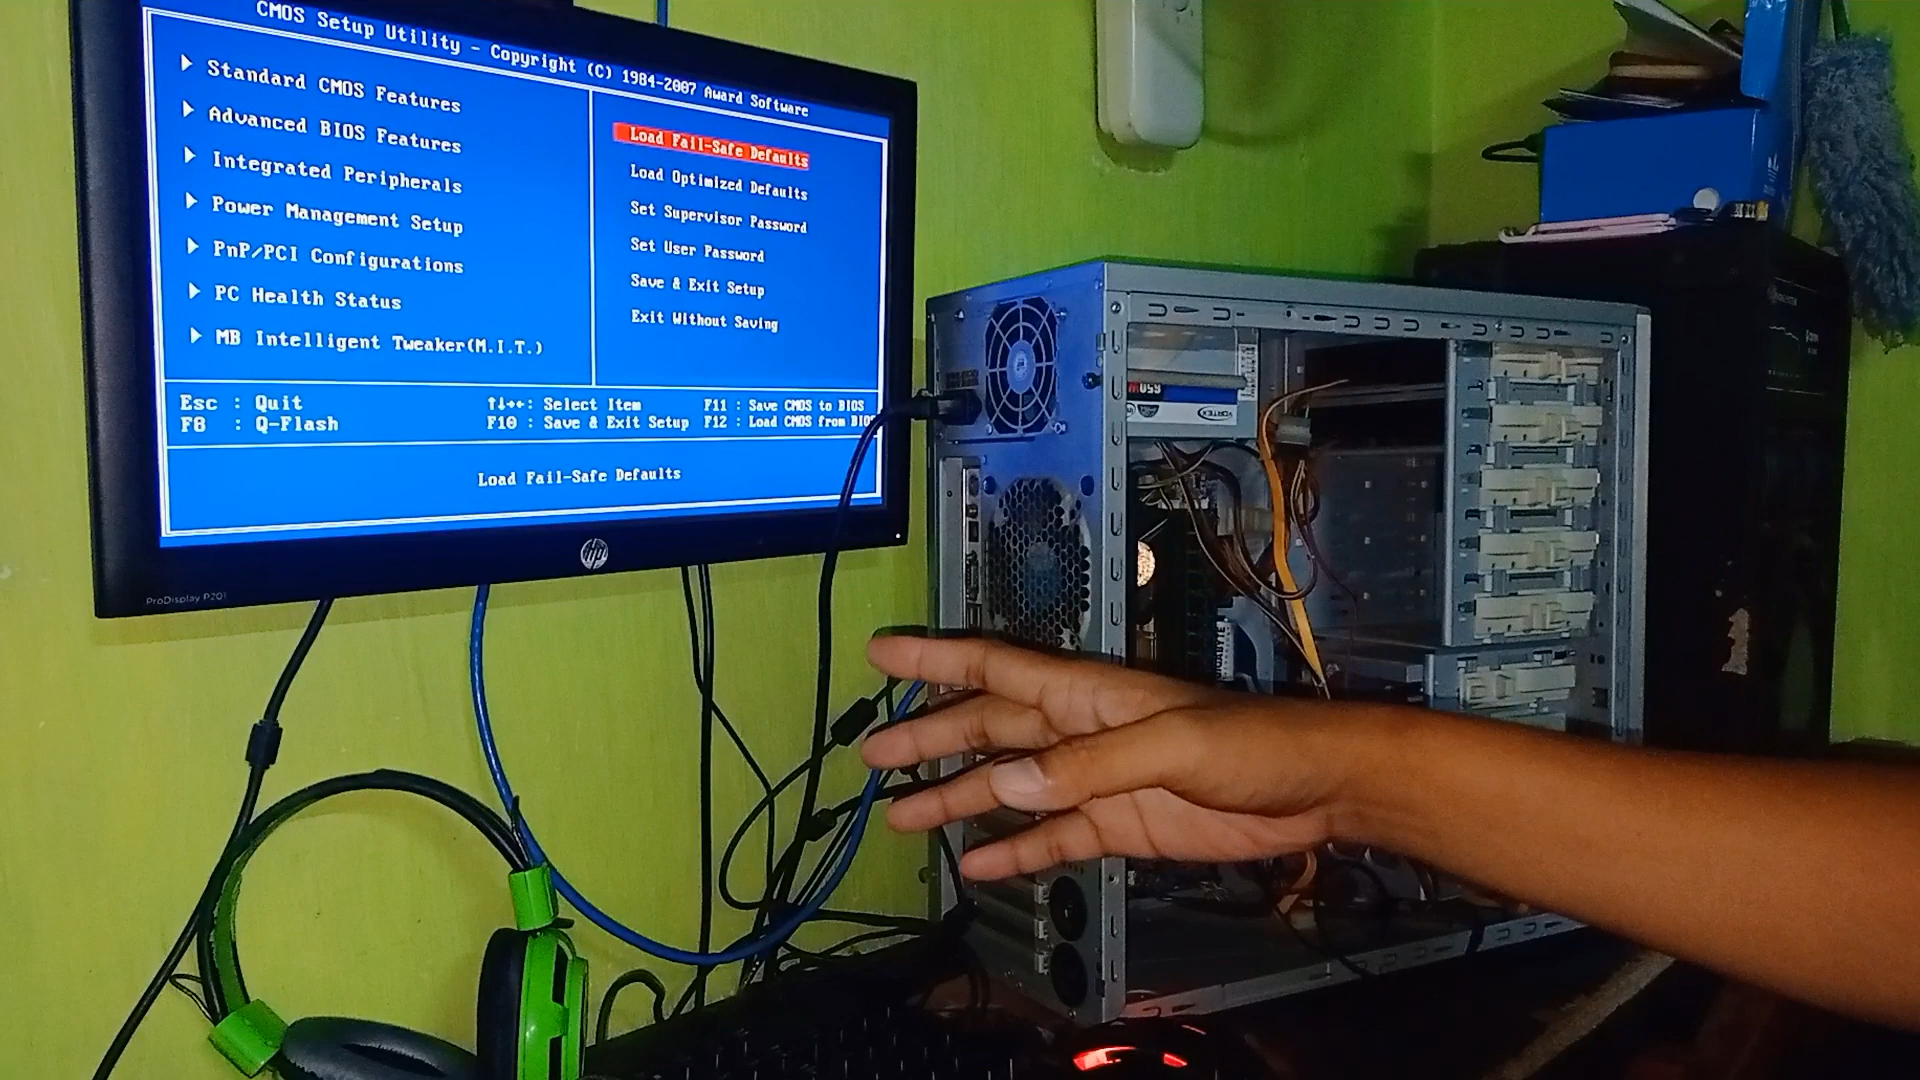 CMOS Setup Utility - Copyright (C) 1984-2007 Award Software
Standard CMOS Features
Advanced BIOS Features
Integrated Peripherals
Power Management Setup
PnP/PCI Configurations
PC Health Status
MB Intelligent Tweaker(M.I.T.)
Load Fail-Safe Defaults
Load Optimized Defaults
Set Supervisor Password
Set User Password
Save & Exit Setup
Exit Without Saving
Esc : Quit
F8 : Q-Flash
↑↓→←: Select Item
F10 : Save & Exit Setup
F11 : Save CMOS to BIOS
F12 : Load CMOS from BIOS
Load Fail-Safe Defaults
hp
ProDisplay P201
650W
VORTEX
GIGABYTE